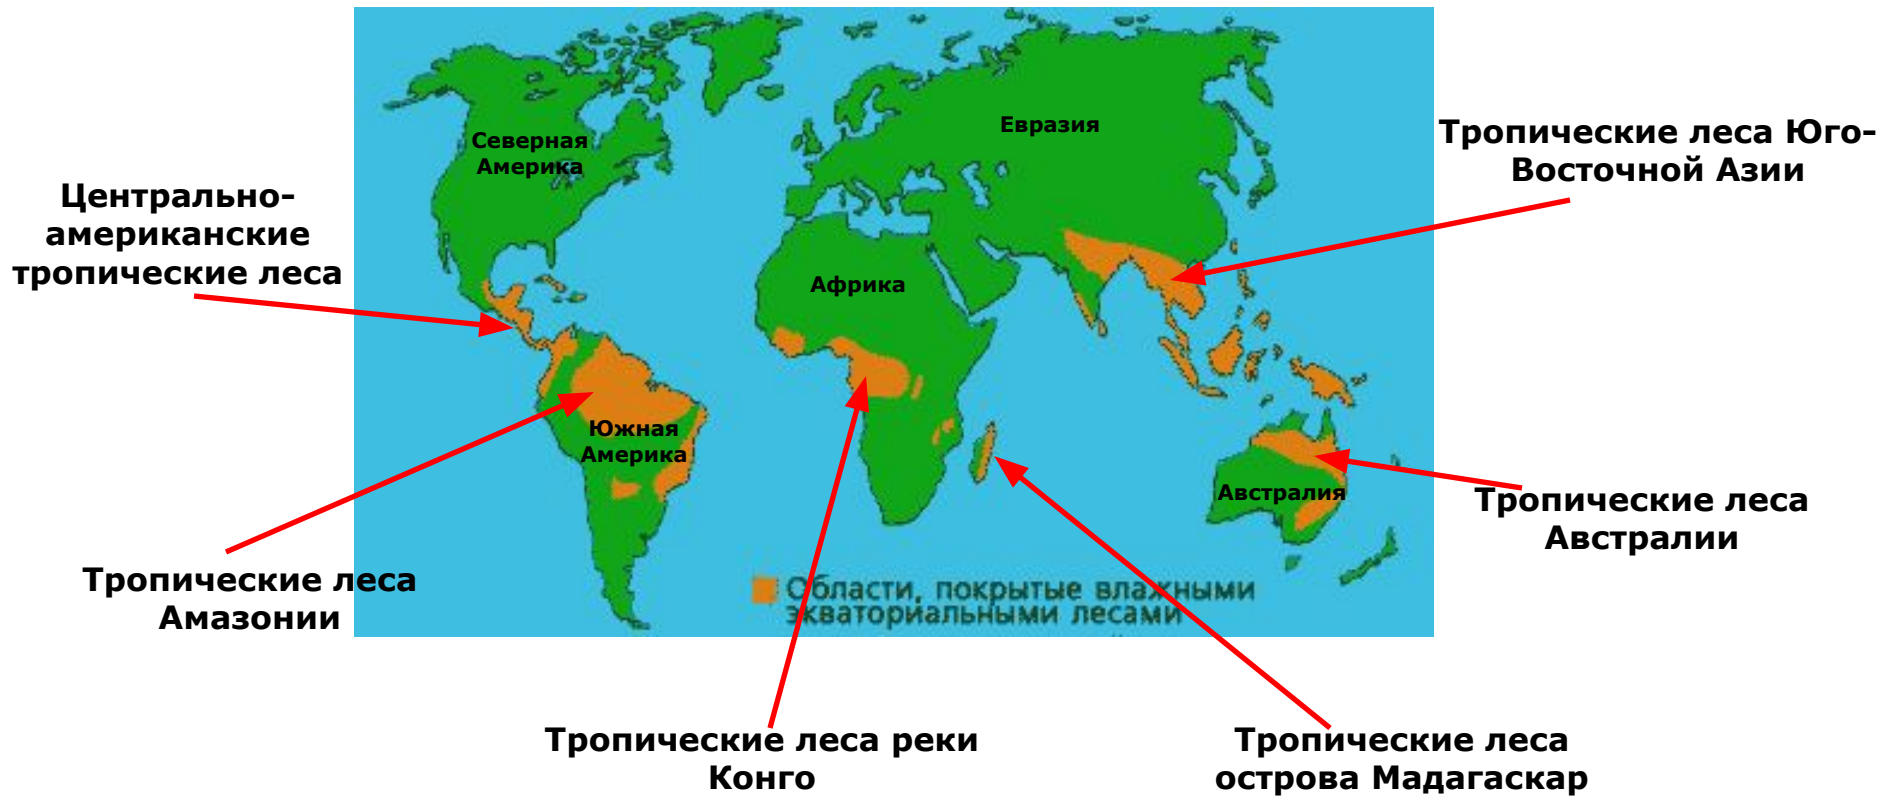 Северная
Америка
Евразия
Тропические леса Юго-
Восточной Азии
Центрально-
американские
тропические леса
Африка
Южная
Америка
Австралия
Тропические леса
Австралии
Тропические леса
Амазонии
Области, покрытые влажными
экваториальными лесами
Тропические леса реки
Конго
Тропические леса
острова Мадагаскар